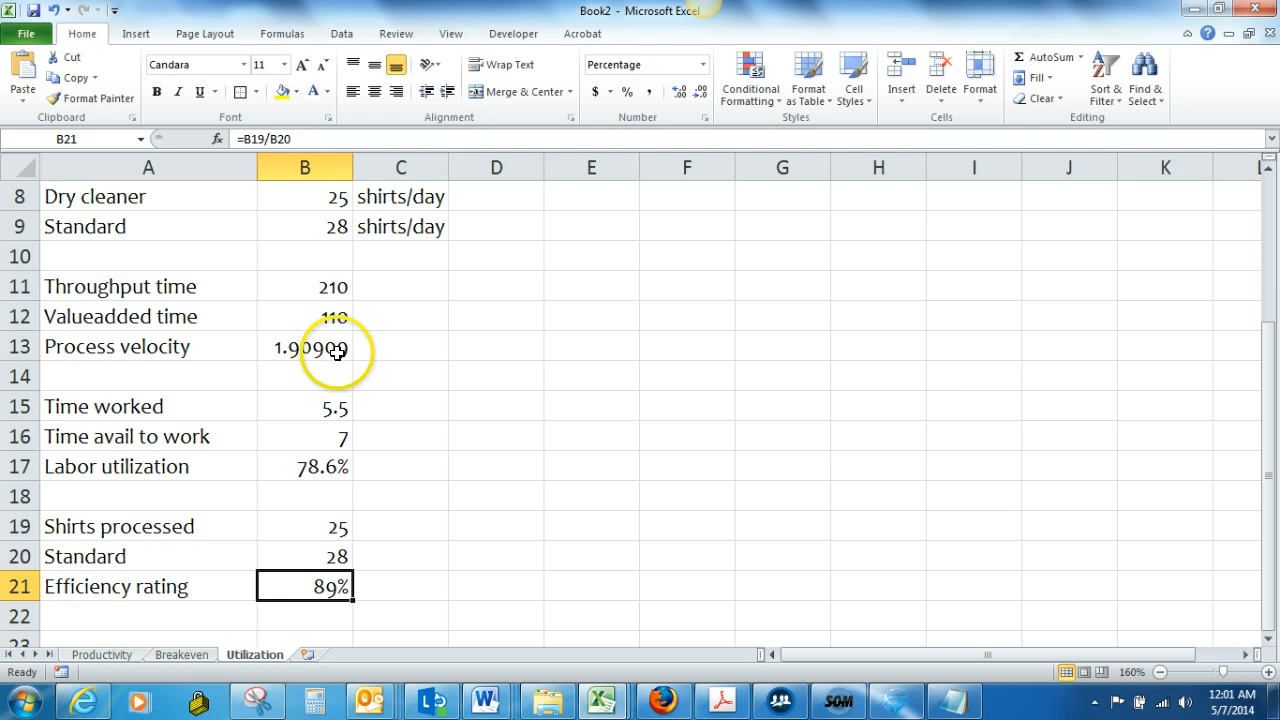 Book2 - Microsoft Excel
File Home Insert Page Layout Formulas Data Review View Developer Acrobat
Paste
Cut
Copy
Format Painter
Clipboard
Candara 11
B I U
Font
Wrap Text
Merge & Center
Alignment
Percentage
$ % ,
Number
Conditional Formatting
Format as Table
Cell Styles
Styles
Insert Delete Format
Cells
Σ AutoSum
Fill
Clear
Sort & Filter
Find & Select
Editing
B21 fx =B19/B20
A B C D E F G H I J K
8 Dry cleaner 25 shirts/day
9 Standard 28 shirts/day
10
11 Throughput time 210
12 Valueadded time 110
13 Process velocity 1.90909
14
15 Time worked 5.5
16 Time avail to work 7
17 Labor utilization 78.6%
18
19 Shirts processed 25
20 Standard 28
21 Efficiency rating 89%
22
23
Productivity Breakeven Utilization
Ready 160%
SOM
12:01 AM
5/7/2014